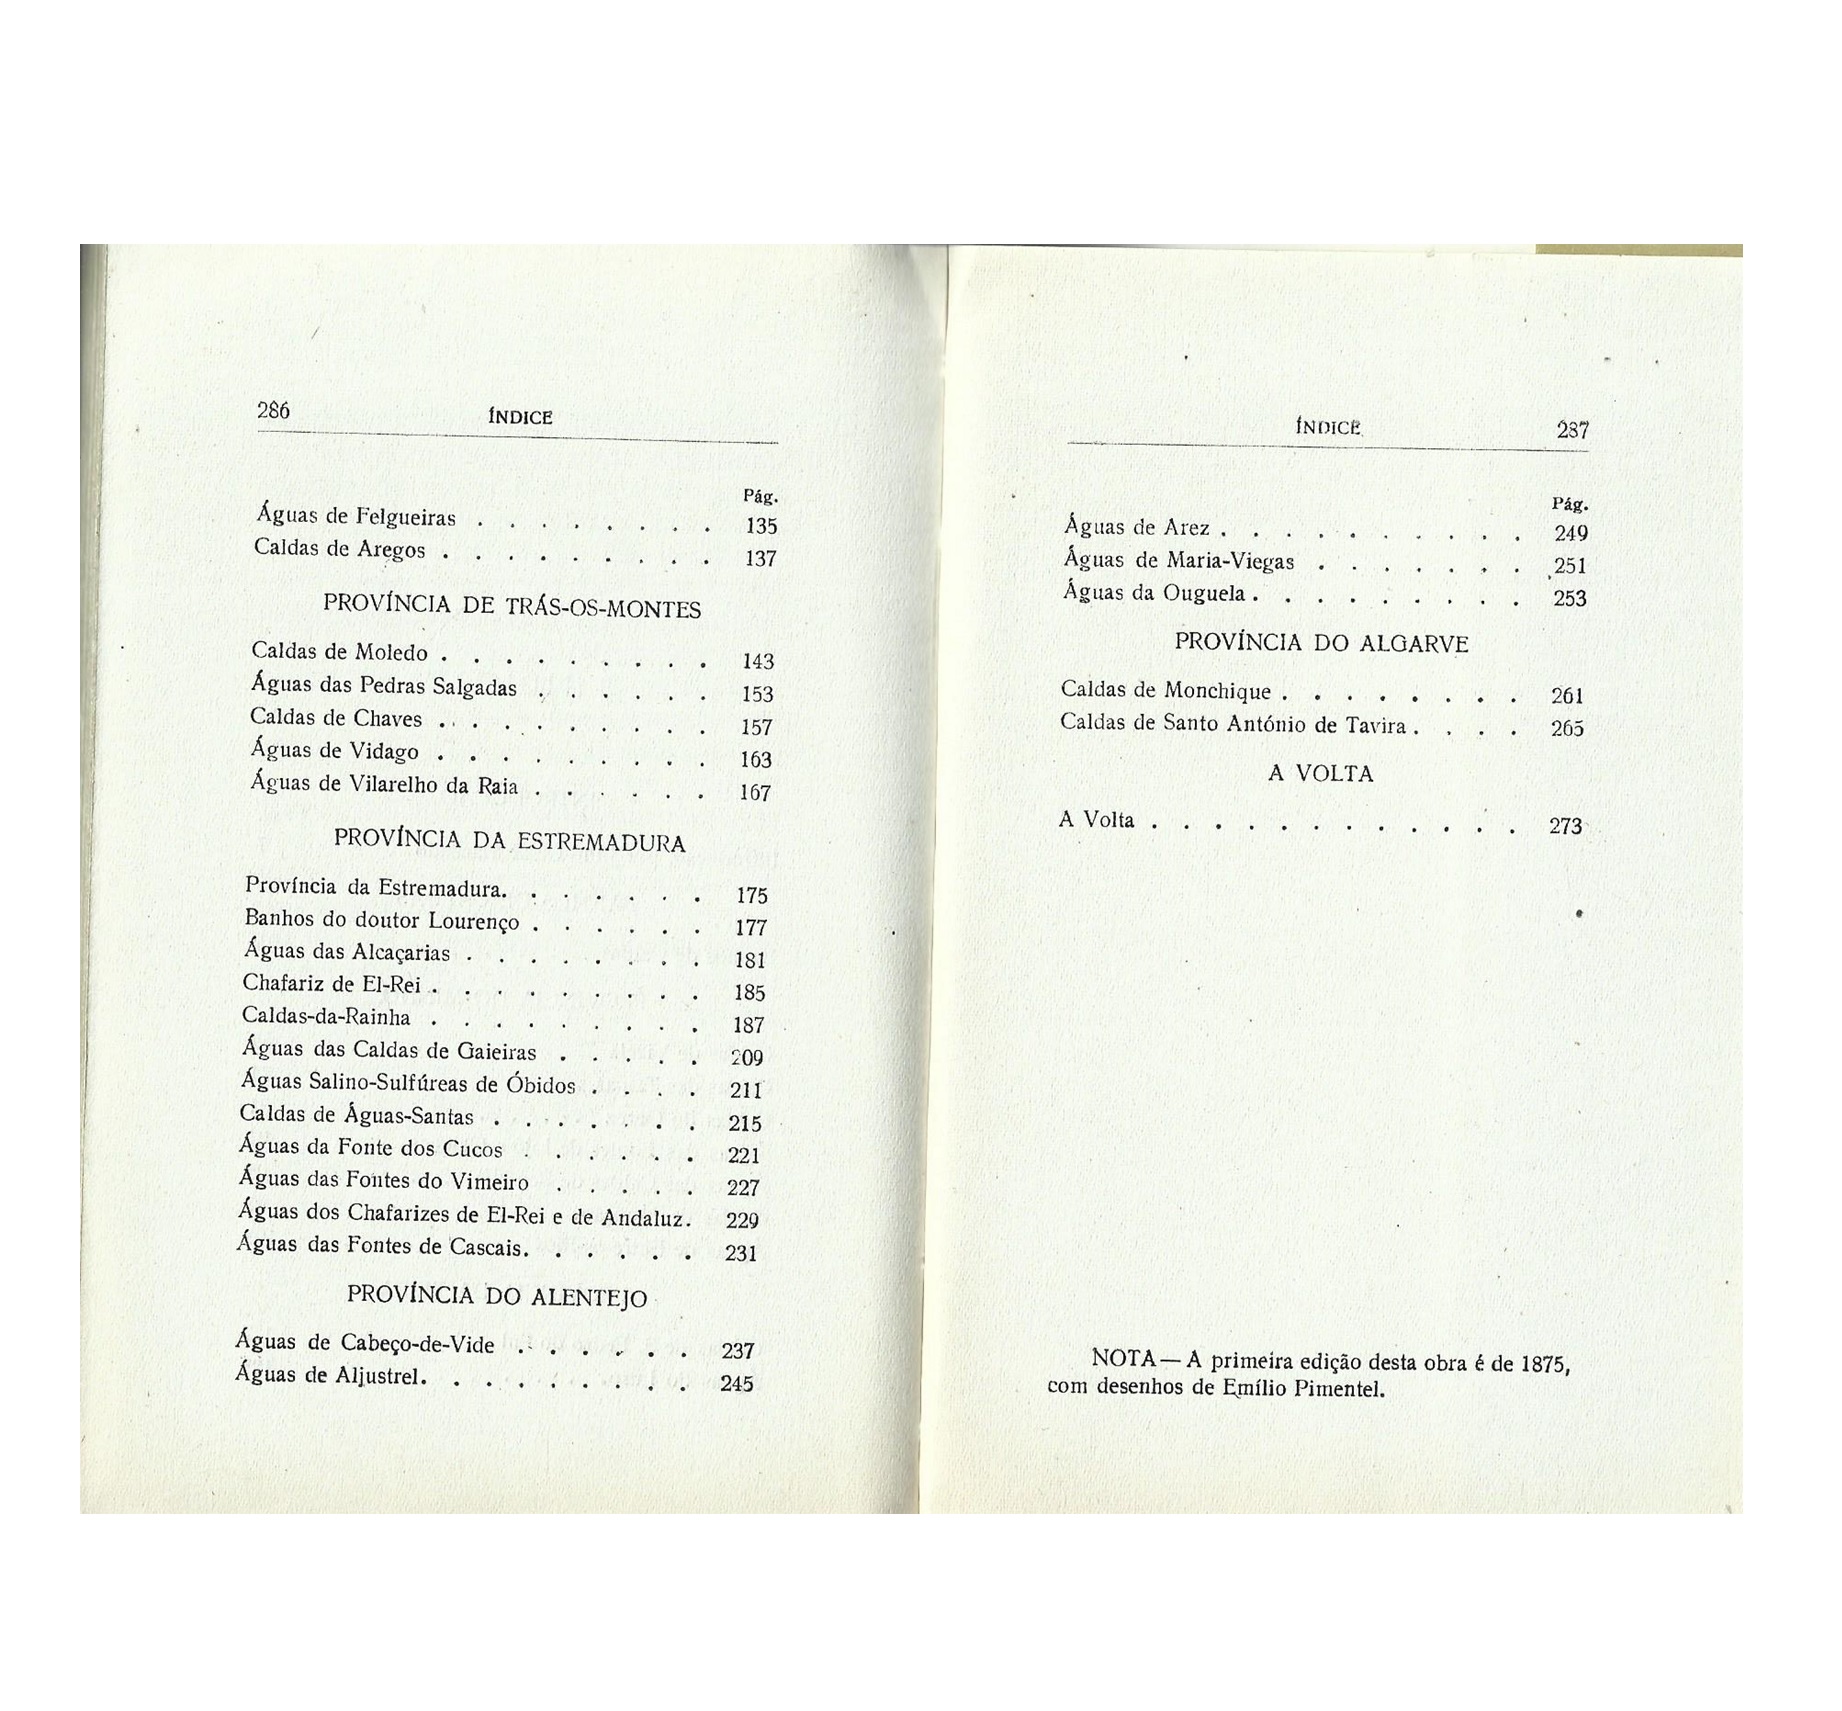 286 ÍNDICE
Pág.
Águas de Felgueiras . . . . . . . . 135
Caldas de Aregos . . . . . . . . . 137
PROVÍNCIA DE TRÁS-OS-MONTES
Caldas de Moledo . . . . . . . . . 143
Águas das Pedras Salgadas . . . . . . 153
Caldas de Chaves . . . . . . . . . 157
Águas de Vidago . . . . . . . . . 163
Águas de Vilarelho da Raia . . . . . . 167
PROVÍNCIA DA ESTREMADURA
Província da Estremadura. . . . . . . 175
Banhos do doutor Lourenço . . . . . . 177
Águas das Alcaçarias . . . . . . . . 181
Chafariz de El-Rei . . . . . . . . . 185
Caldas-da-Rainha . . . . . . . . . 187
Águas das Caldas de Gaieiras . . . . . 209
Águas Salino-Sulfúreas de Óbidos . . . . 211
Caldas de Águas-Santas . . . . . . . 215
Águas da Fonte dos Cucos . . . . . . 221
Águas das Fontes do Vimeiro . . . . . 227
Águas dos Chafarizes de El-Rei e de Andaluz. 229
Águas das Fontes de Cascais. . . . . . 231
PROVÍNCIA DO ALENTEJO
Águas de Cabeço-de-Vide . . . . . . 237
Águas de Aljustrel. . . . . . . . . 245
ÍNDICE 287
Pág.
Águas de Arez . . . . . . . . . . 249
Águas de Maria-Viegas . . . . . . . 251
Águas da Ouguela . . . . . . . . . 253
PROVÍNCIA DO ALGARVE
Caldas de Monchique . . . . . . . . 261
Caldas de Santo António de Tavira . . . . 265
A VOLTA
A Volta . . . . . . . . . . . . 273
NOTA — A primeira edição desta obra é de 1875,
com desenhos de Emílio Pimentel.